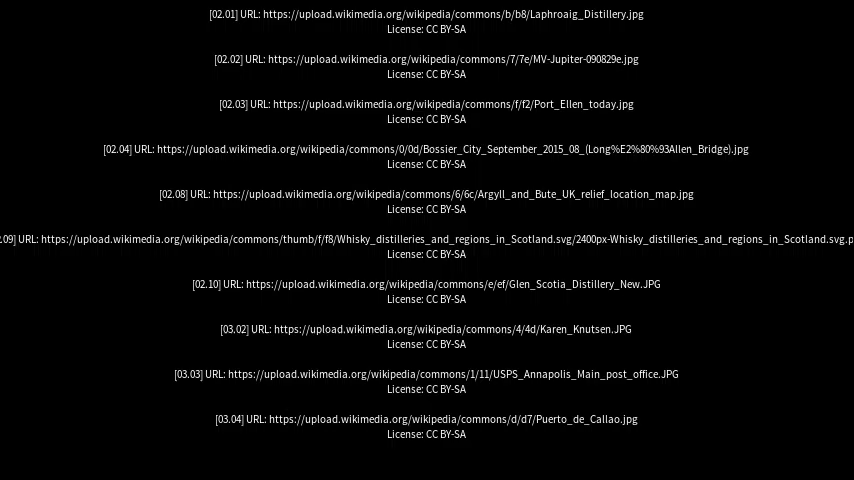 [02.01] URL: https://upload.wikimedia.org/wikipedia/commons/b/b8/Laphroaig_Distillery.jpg
License: CC BY-SA
[02.02] URL: https://upload.wikimedia.org/wikipedia/commons/7/7e/MV-Jupiter-090829e.jpg
License: CC BY-SA
[02.03] URL: https://upload.wikimedia.org/wikipedia/commons/f/f2/Port_Ellen_today.jpg
License: CC BY-SA
[02.04] URL: https://upload.wikimedia.org/wikipedia/commons/0/0d/Bossier_City_September_2015_08_(Long%E2%80%93Allen_Bridge).jpg
License: CC BY-SA
[02.08] URL: https://upload.wikimedia.org/wikipedia/commons/6/6c/Argyll_and_Bute_UK_relief_location_map.jpg
License: CC BY-SA
.09] URL: https://upload.wikimedia.org/wikipedia/commons/thumb/f/f8/Whisky_distilleries_and_regions_in_Scotland.svg/2400px-Whisky_distilleries_and_regions_in_Scotland.svg.p
License: CC BY-SA
[02.10] URL: https://upload.wikimedia.org/wikipedia/commons/e/ef/Glen_Scotia_Distillery_New.JPG
License: CC BY-SA
[03.02] URL: https://upload.wikimedia.org/wikipedia/commons/4/4d/Karen_Knutsen.JPG
License: CC BY-SA
[03.03] URL: https://upload.wikimedia.org/wikipedia/commons/1/11/USPS_Annapolis_Main_post_office.JPG
License: CC BY-SA
[03.04] URL: https://upload.wikimedia.org/wikipedia/commons/d/d7/Puerto_de_Callao.jpg
License: CC BY-SA